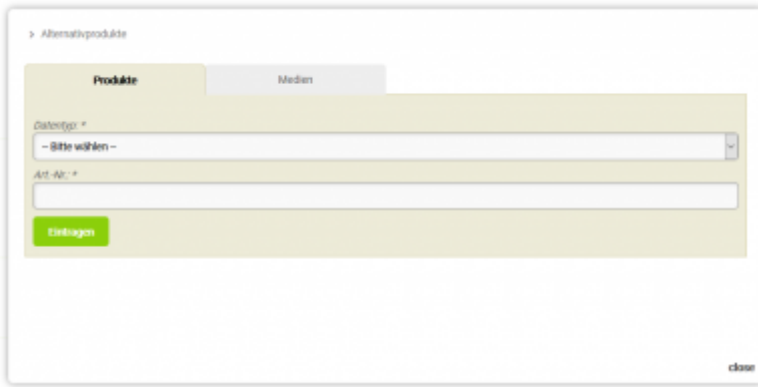 > Alternativprodukte
Produkte Medien
Datentyp: *
-- Bitte wählen --
Art.-Nr.: *
Eintragen
close